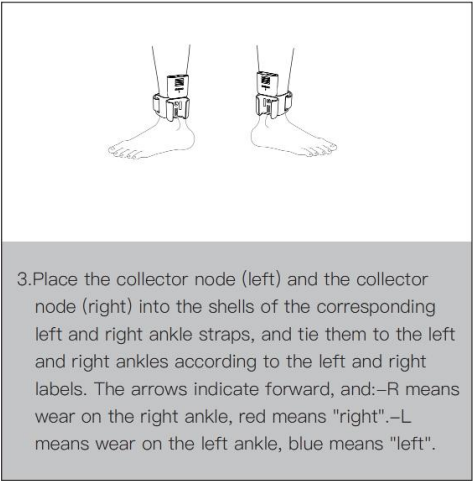 3.Place the collector node (left) and the collector
node (right) into the shells of the corresponding
left and right ankle straps, and tie them to the left
and right ankles according to the left and right
labels. The arrows indicate forward, and:–R means
wear on the right ankle, red means "right".–L
means wear on the left ankle, blue means "left".